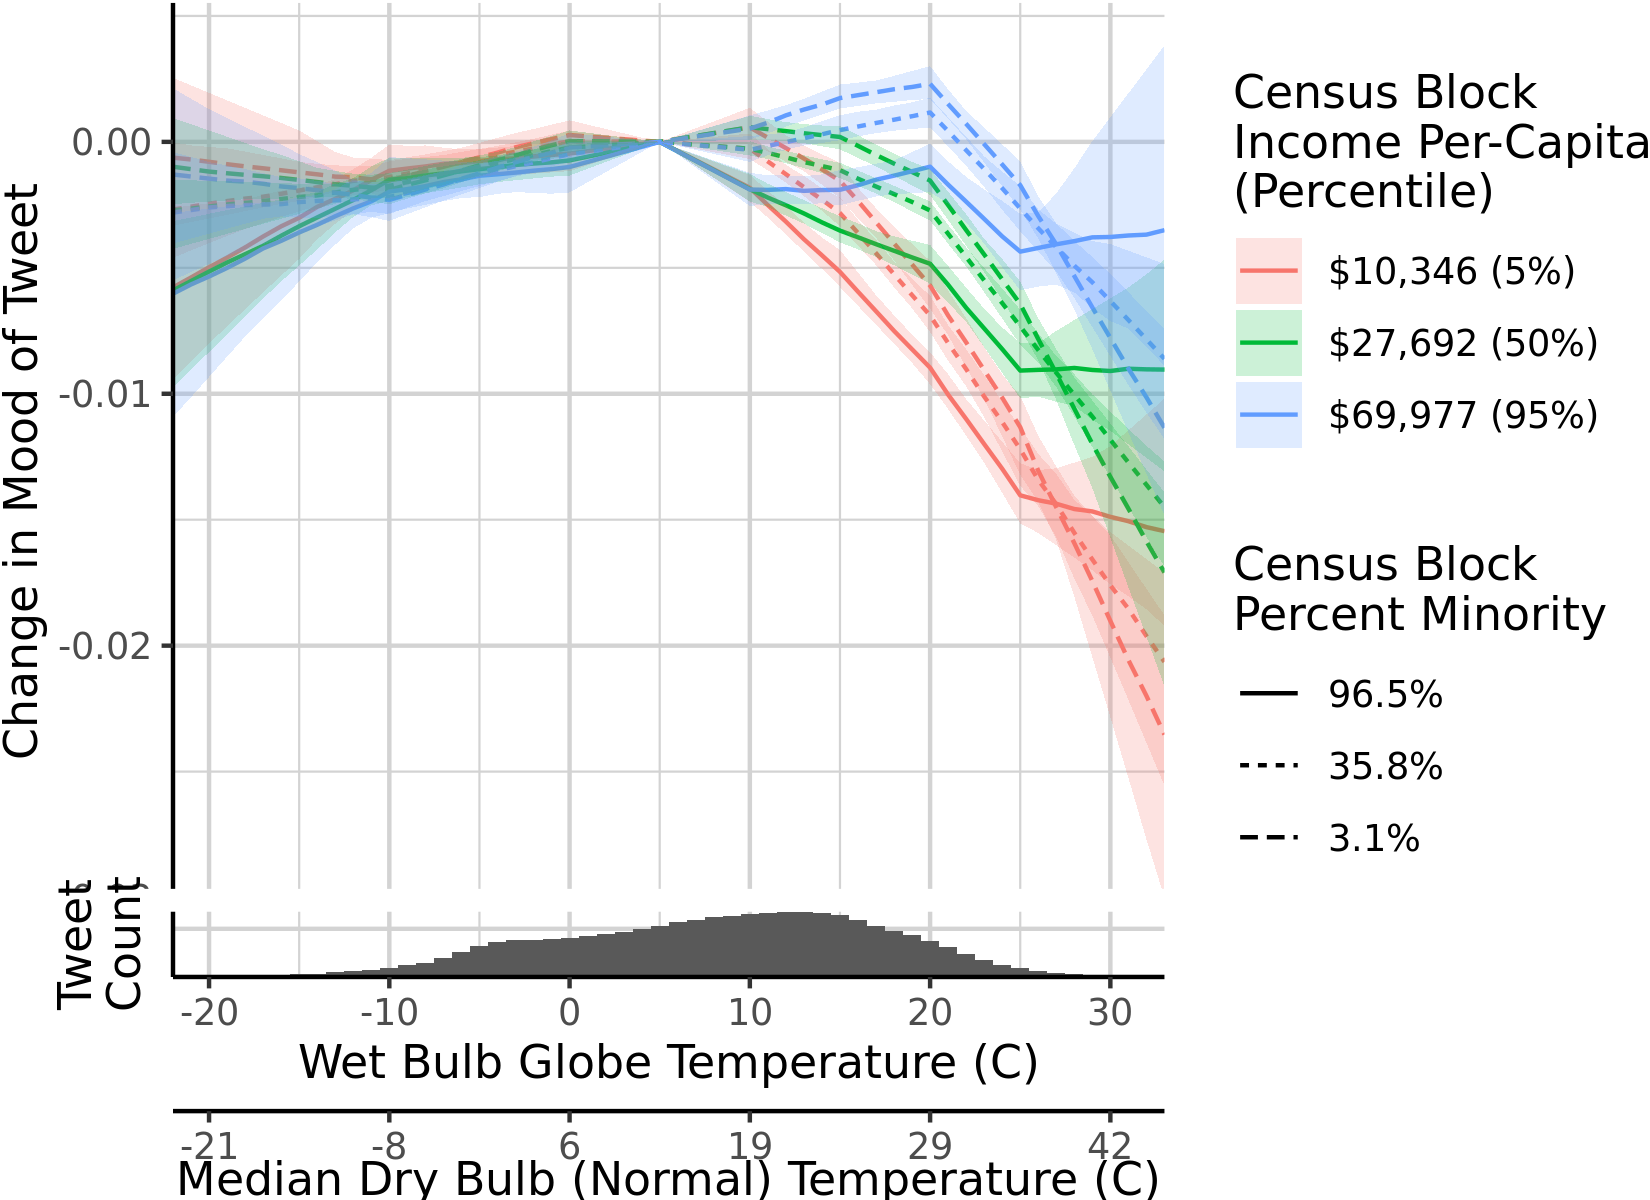 Change in Mood of Tweet
0.00
-0.01
-0.02
Tweet
Count
-20 -10 0 10 20 30
Wet Bulb Globe Temperature (C)
-21 -8 6 19 29 42
Median Dry Bulb (Normal) Temperature (C)
Census Block
Income Per-Capita
(Percentile)
$10,346 (5%)
$27,692 (50%)
$69,977 (95%)
Census Block
Percent Minority
96.5%
35.8%
3.1%